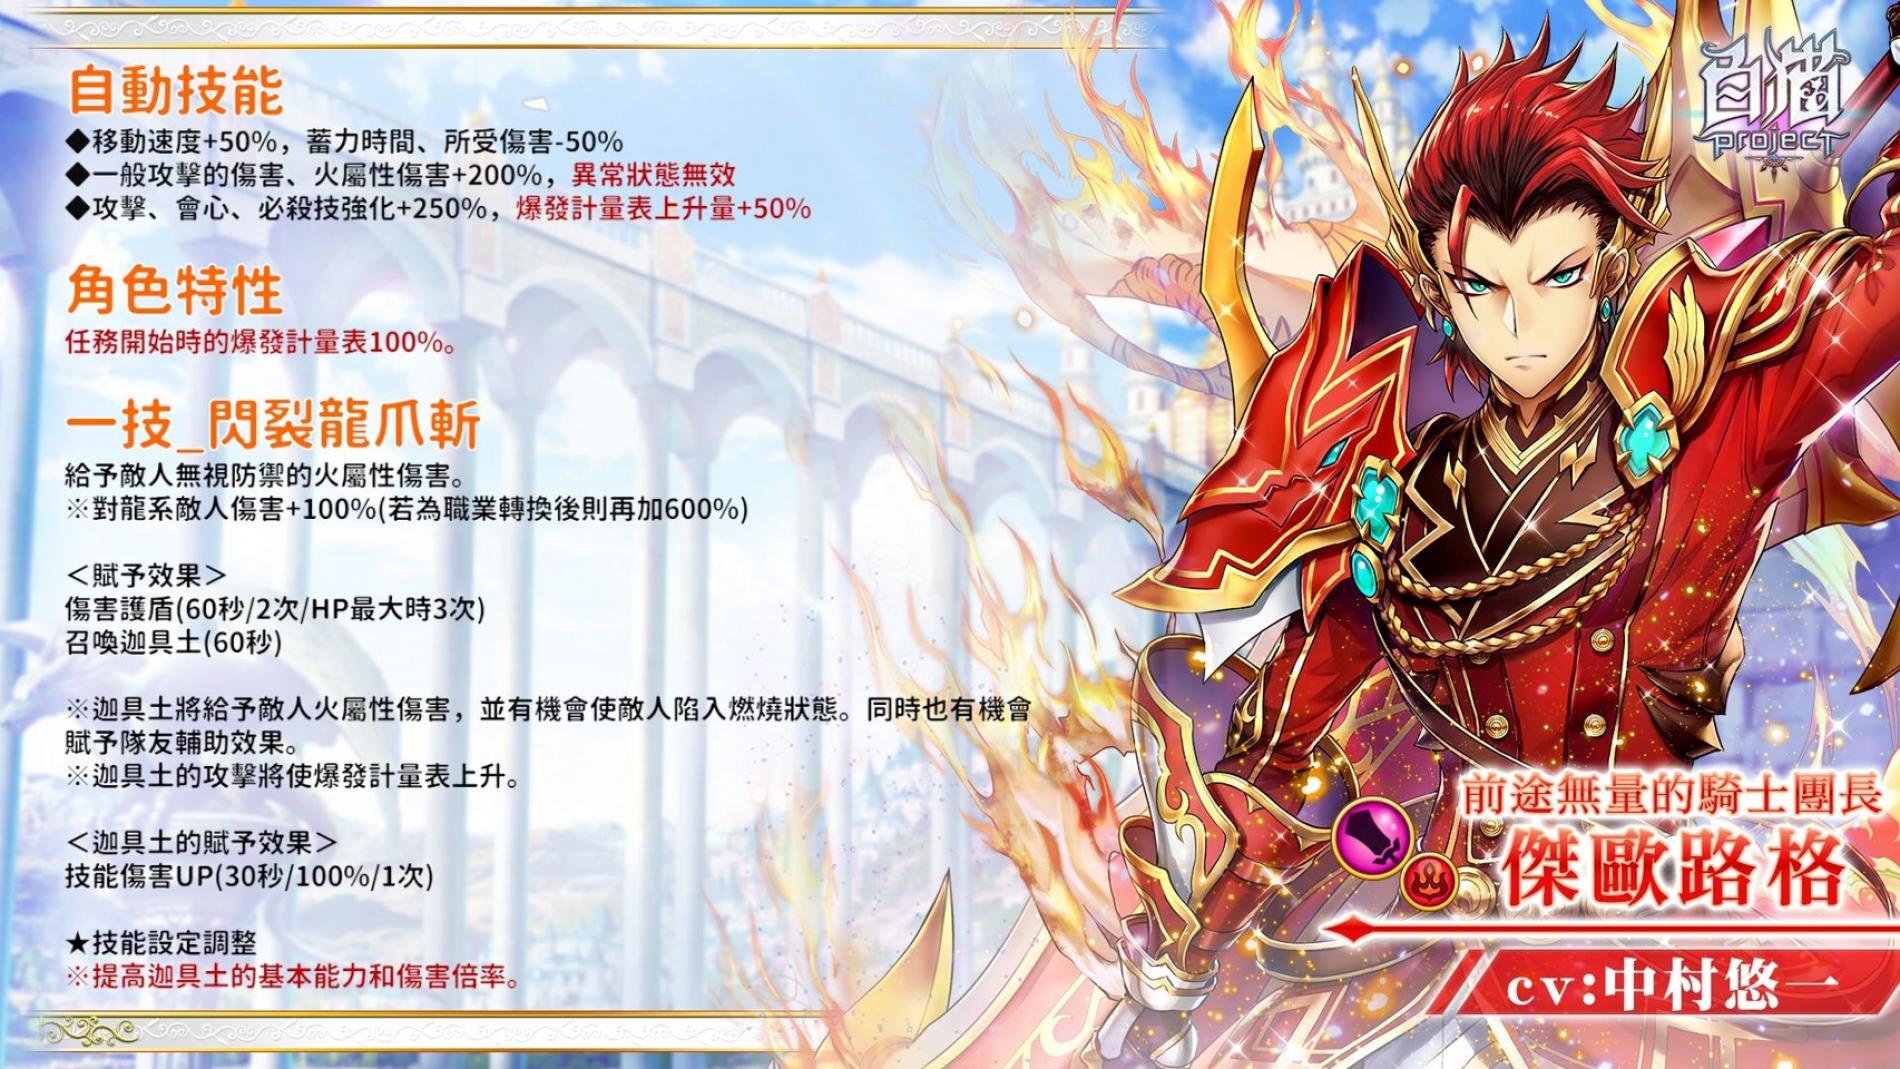 自動技能
◆移動速度+50%，蓄力時間、所受傷害-50%
◆一般攻擊的傷害、火屬性傷害+200%，異常狀態無效
◆攻擊、會心、必殺技強化+250%，爆發計量表上升量+50%
角色特性
任務開始時的爆發計量表100%。
一技_閃裂龍爪斬
給予敵人無視防禦的火屬性傷害。
※對龍系敵人傷害+100%(若為職業轉換後則再加600%)
＜賦予效果＞
傷害護盾(60秒/2次/HP最大時3次)
召喚迦具土(60秒)
※迦具土將給予敵人火屬性傷害，並有機會使敵人陷入燃燒狀態。同時也有機會
賦予隊友輔助效果。
※迦具土的攻擊將使爆發計量表上升。
＜迦具土的賦予效果＞
技能傷害UP(30秒/100%/1次)
★技能設定調整
※提高迦具土的基本能力和傷害倍率。
白猫
project
前途無量的騎士團長
傑歐路格
cv:中村悠一